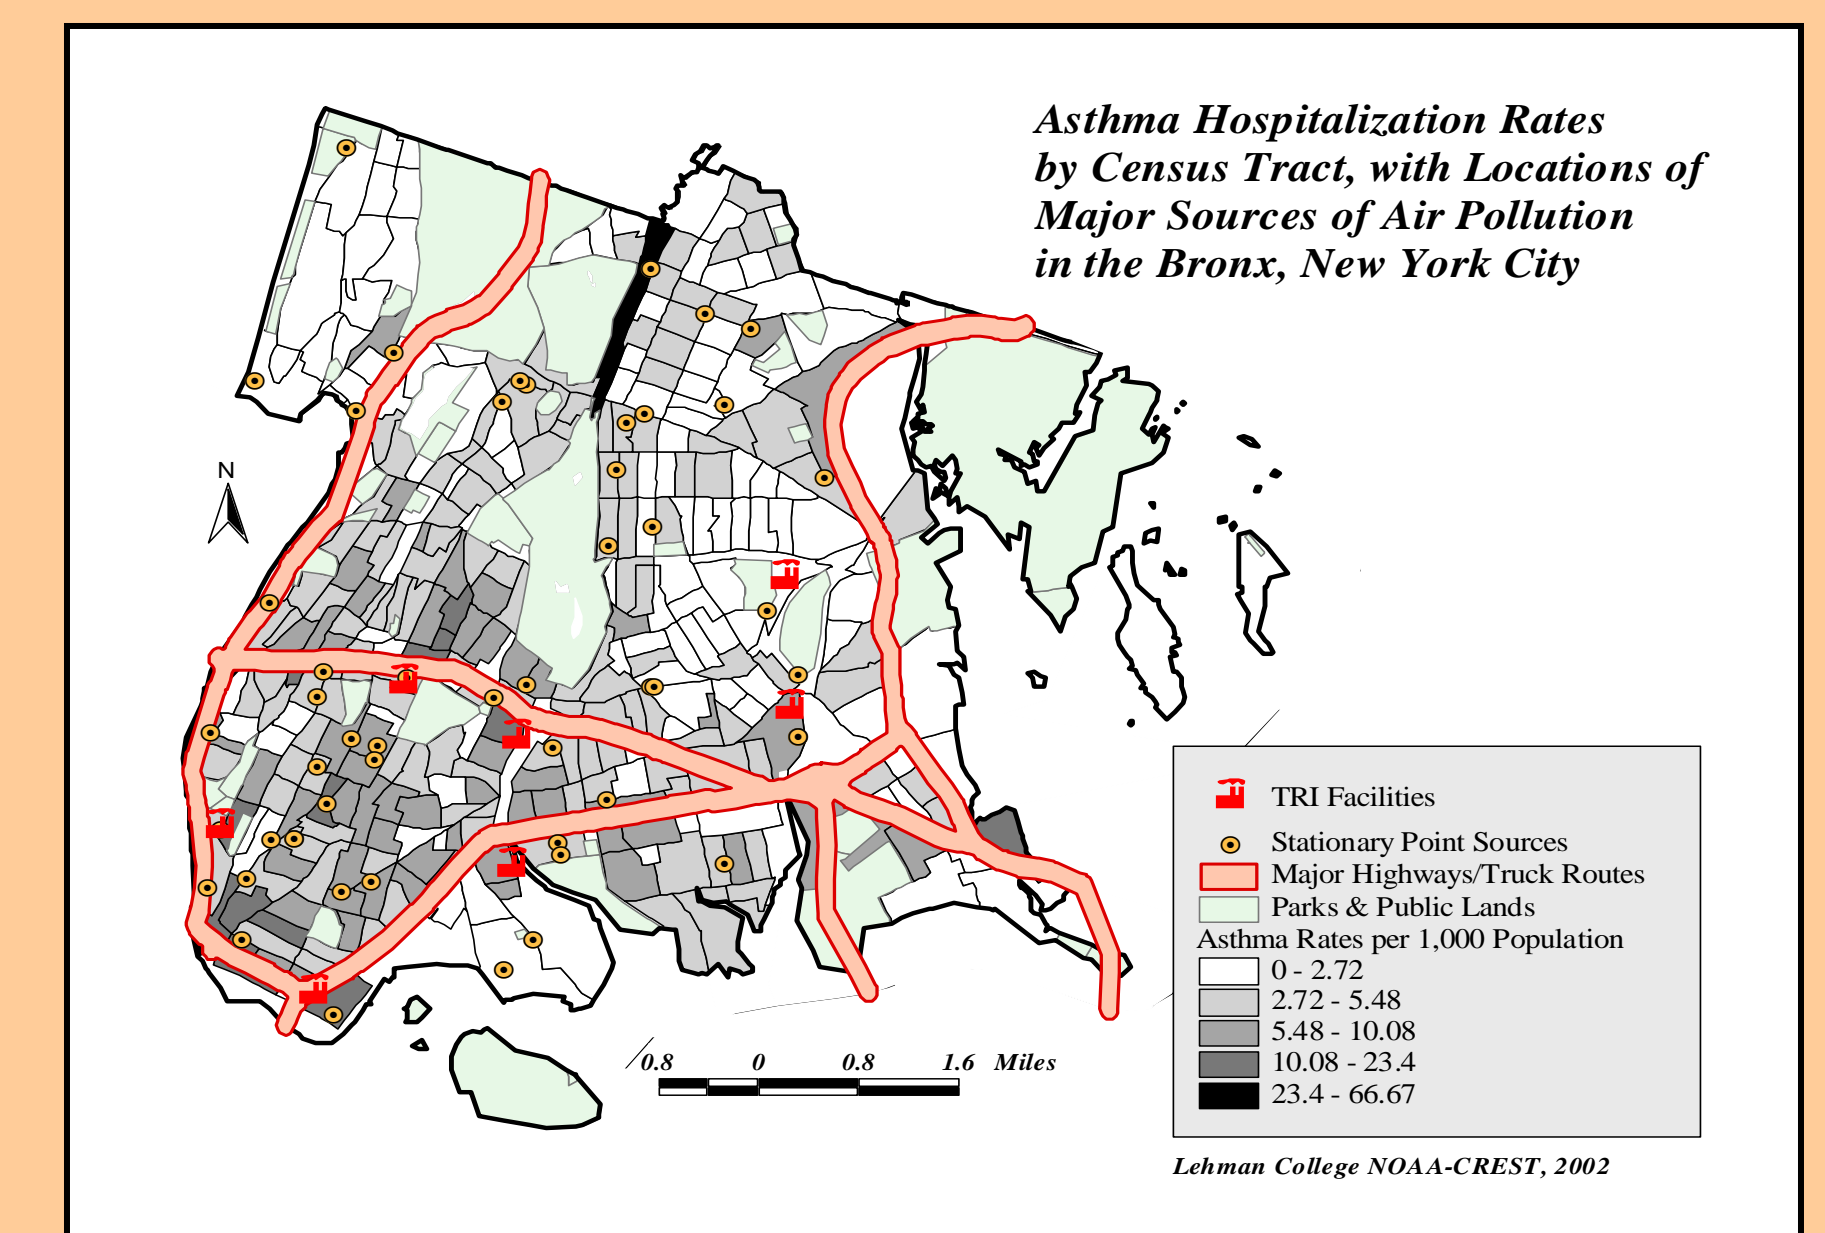 Asthma Hospitalization Rates
by Census Tract, with Locations of
Major Sources of Air Pollution
in the Bronx, New York City
N
TRI Facilities
Stationary Point Sources
Major Highways/Truck Routes
Parks & Public Lands
Asthma Rates per 1,000 Population
0 - 2.72
2.72 - 5.48
5.48 - 10.08
10.08 - 23.4
23.4 - 66.67
0.8 0 0.8 1.6 Miles
Lehman College NOAA-CREST, 2002